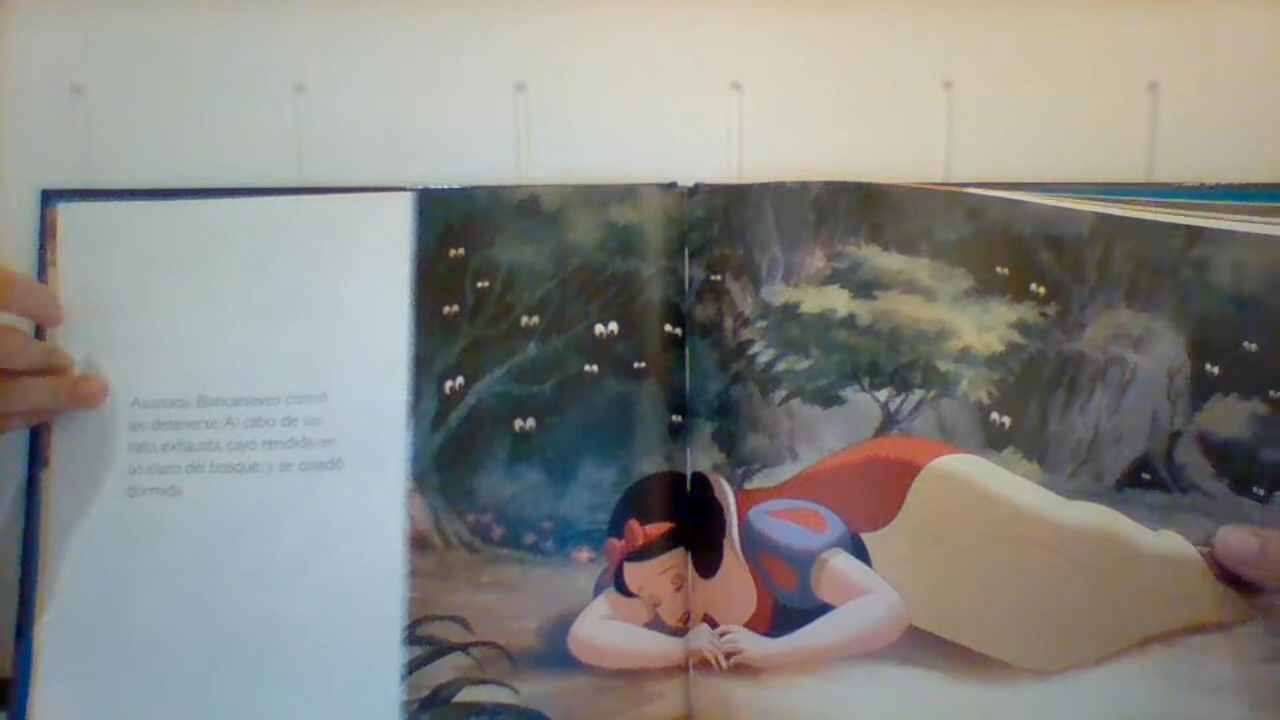 Asustada, Blancanieves corrió
sin detenerse. Al cabo de un
rato, exhausta, cayó rendida en
un claro del bosque, y se quedó
dormida.